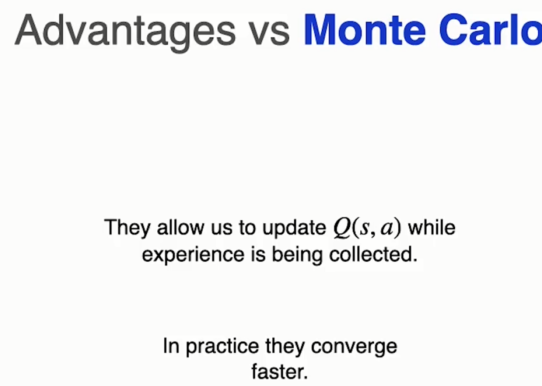 Advantages vs Monte Carlo
They allow us to update Q(s, a) while
experience is being collected.
In practice they converge
faster.